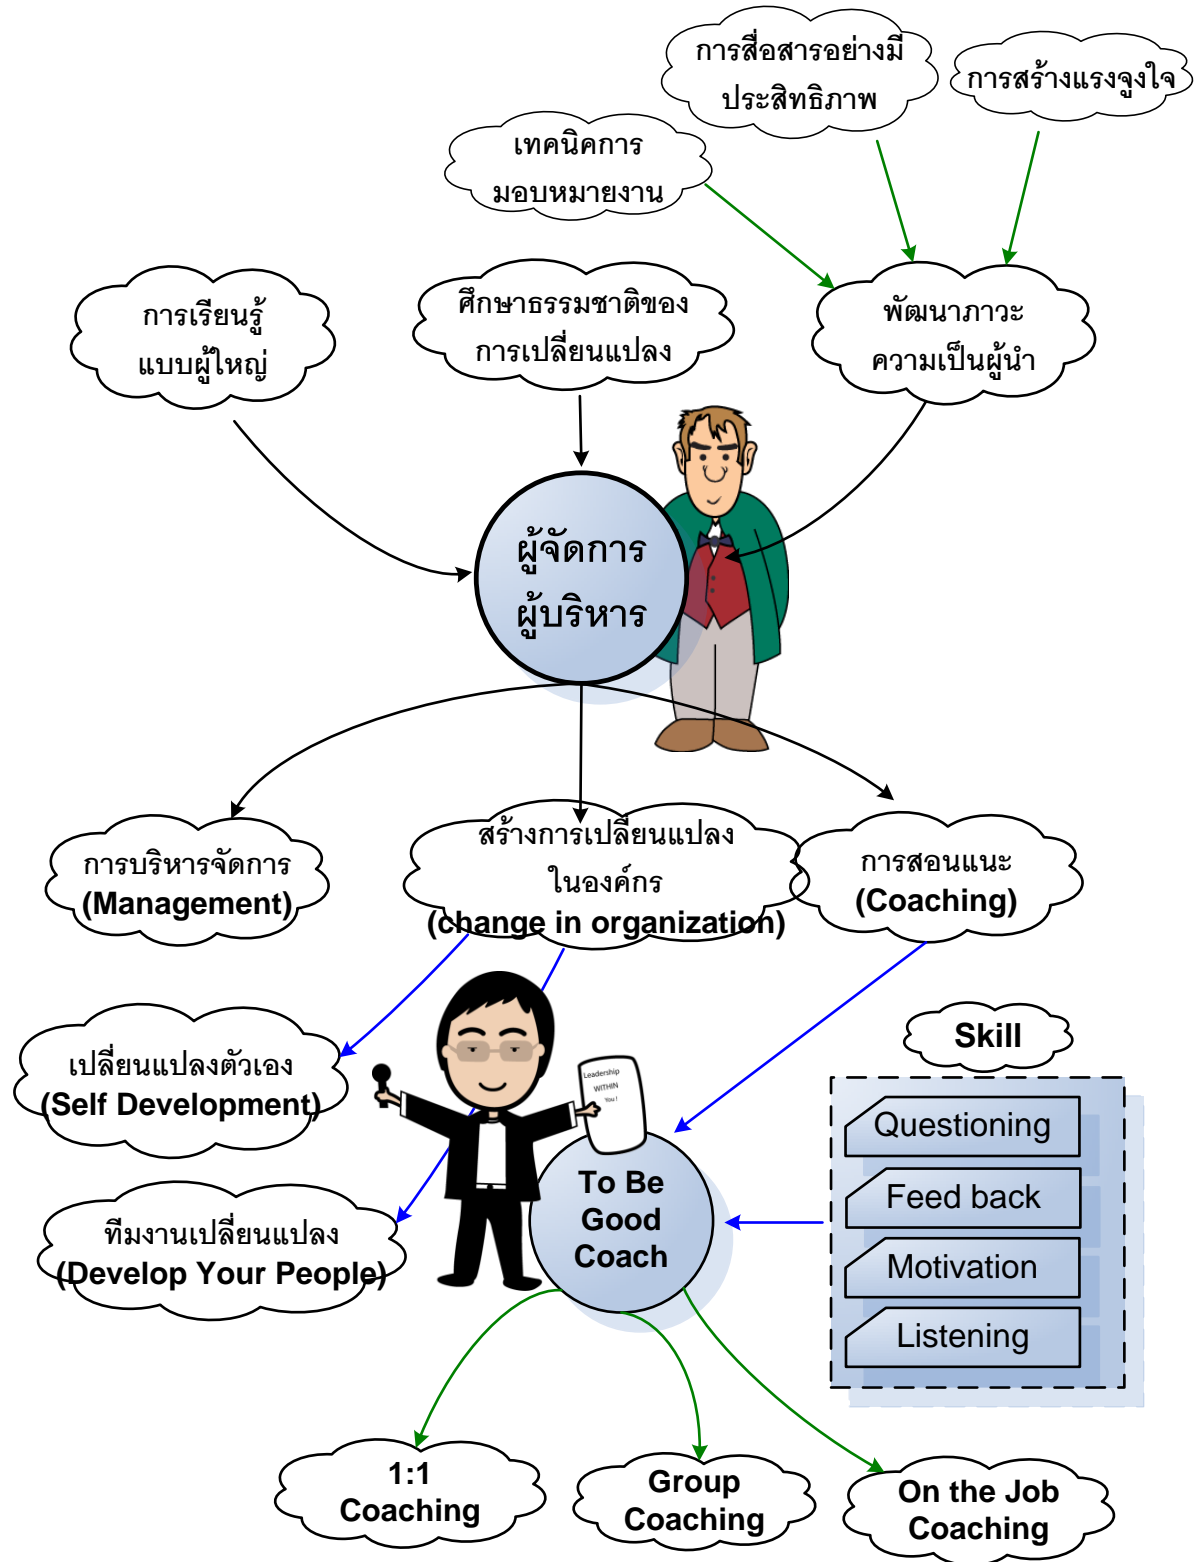 การสื่อสารอย่างมี
ประสิทธิภาพ
การสร้างแรงจูงใจ
เทคนิคการ
มอบหมายงาน
การเรียนรู้
แบบผู้ใหญ่
ศึกษาธรรมชาติของ
การเปลี่ยนแปลง
พัฒนาภาวะ
ความเป็นผู้นำ
ผู้จัดการ
ผู้บริหาร
การบริหารจัดการ
(Management)
สร้างการเปลี่ยนแปลง
ในองค์กร
(change in organization)
การสอนแนะ
(Coaching)
เปลี่ยนแปลงตัวเอง
(Self Development)
ทีมงานเปลี่ยนแปลง
(Develop Your People)
Leadership
WITHIN
You !
To Be
Good
Coach
Skill
Questioning
Feed back
Motivation
Listening
1:1
Coaching
Group
Coaching
On the Job
Coaching